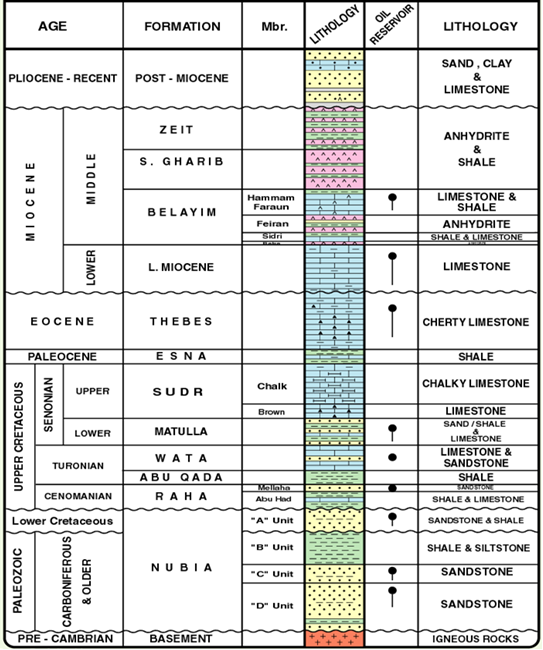 AGE FORMATION Mbr. LITHOLOGY OIL RESERVOIR LITHOLOGY
PLIOCENE - RECENT POST - MIOCENE SAND , CLAY
&
LIMESTONE
MIOCENE
MIDDLE
ZEIT
ANHYDRITE
&
SHALE
S. GHARIB
BELAYIM
Hammam
Faraun
LIMESTONE &
SHALE
Feiran ANHYDRITE
Sidri SHALE & LIMESTONE
LOWER
L. MIOCENE LIMESTONE
EOCENE THEBES CHERTY LIMESTONE
PALEOCENE ESNA SHALE
UPPER CRETACEOUS
SENONIAN
UPPER SUDR Chalk CHALKY LIMESTONE
Brown LIMESTONE
LOWER MATULLA SAND / SHALE
&
LIMESTONE
TURONIAN WATA LIMESTONE &
SANDSTONE
ABU QADA SHALE
CENOMANIAN RAHA Mellaha SANDSTONE
Abu Had SHALE & LIMESTONE
Lower Cretaceous "A" Unit SANDSTONE & SHALE
PALEOZOIC
CARBONIFEROUS
& OLDER
NUBIA
"B" Unit SHALE & SILTSTONE
"C" Unit SANDSTONE
"D" Unit SANDSTONE
PRE - CAMBRIAN BASEMENT IGNEOUS ROCKS